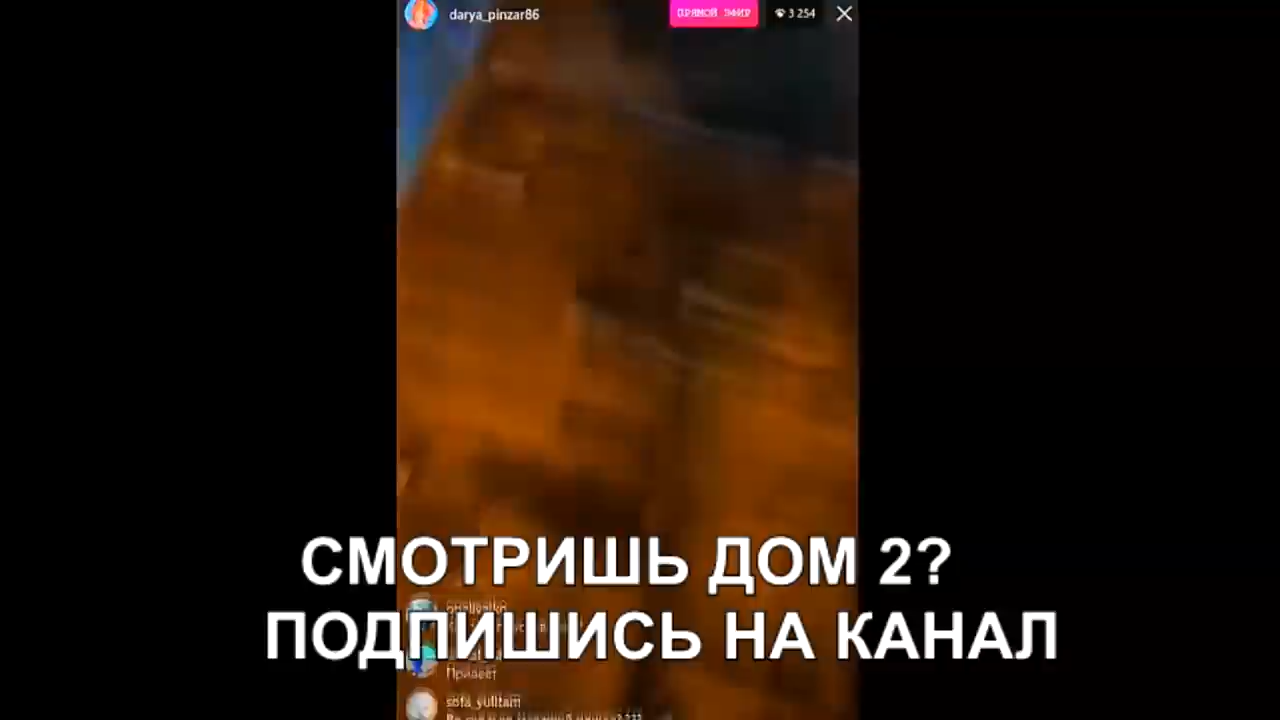 darya_pinzar86
ПРЯМОЙ ЭФИР
3 254
СМОТРИШЬ ДОМ 2?
ПОДПИШИСЬ НА КАНАЛ
Привет
sofa_yulitam